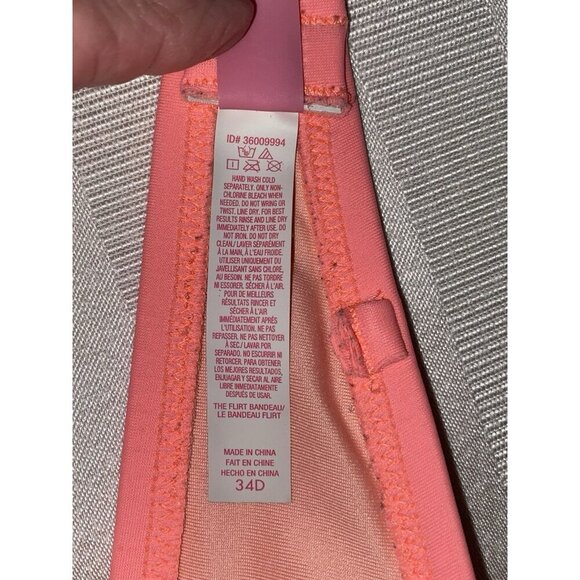 ID# 36009994
HAND WASH COLD
SEPARATELY. ONLY NON-
CHLORINE BLEACH WHEN
NEEDED. DO NOT WRING OR
TWIST. LINE DRY. FOR BEST
RESULTS RINSE AND LINE DRY
IMMEDIATELY AFTER USE. DO
NOT IRON. DO NOT DRY
CLEAN./LAVER SÉPARÉMENT
À LA MAIN, À L'EAU FROIDE.
UTILISER UNIQUEMENT DU
JAVELLISANT SANS CHLORE,
AU BESOIN. NE PAS TORDRE
NI ESSORER. SÉCHER À L'AIR
. POUR DE MEILLEURS
RÉSULTATS RINCER ET
SÉCHER À L'AIR
IMMÉDIATEMENT APRÈS
L'UTILISATION. NE PAS
REPASSER. NE PAS NETTOYER
À SEC./ LAVAR POR
SEPARADO. NO ESCURRIR NI
RETORCER. PARA OBTENER
LOS MEJORES RESULTADOS,
ENJUAGAR Y SECAR AL AIRE
LIBRE IMMEDIATAMENTE
DESPUÉS DE USAR.
THE FLIRT BANDEAU/
LE BANDEAU FLIRT
MADE IN CHINA
FAIT EN CHINE
HECHO EN CHINA
34D